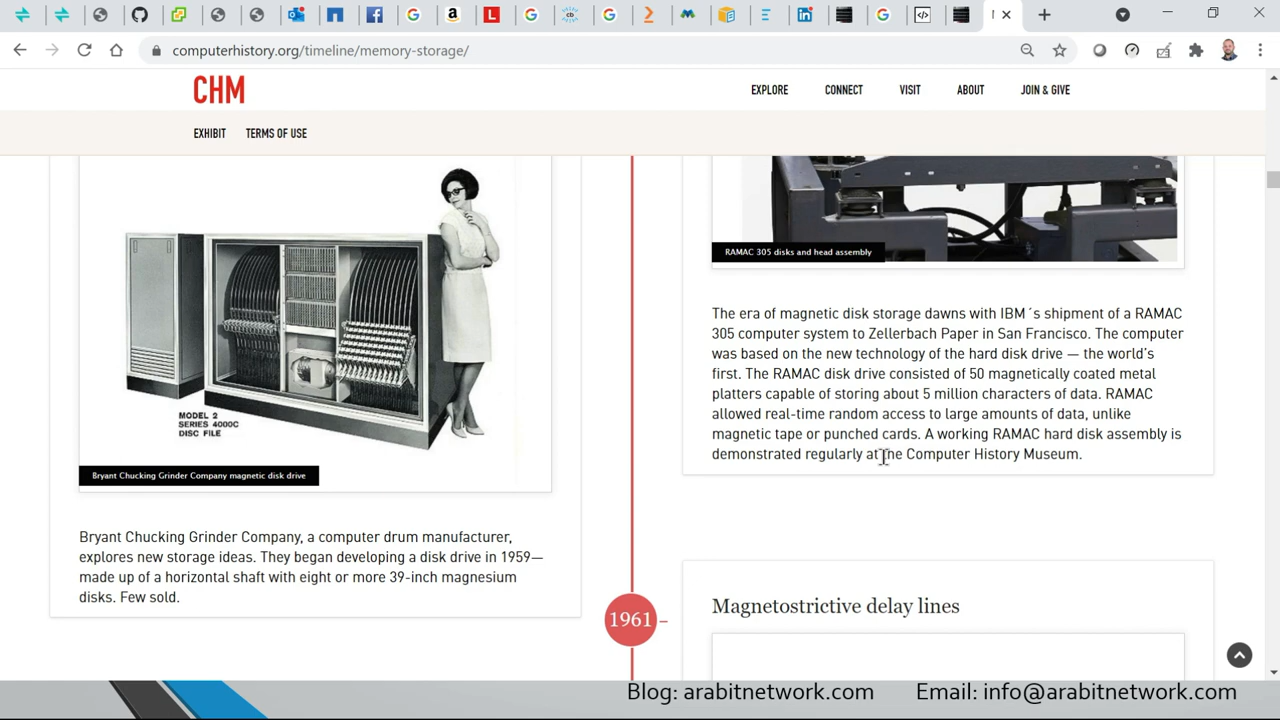 computerhistory.org/timeline/memory-storage/
CHM
EXPLORE
CONNECT
VISIT
ABOUT
JOIN & GIVE
EXHIBIT
TERMS OF USE
MODEL 2
SERIES 4000C
DISC FILE
Bryant Chucking Grinder Company magnetic disk drive
Bryant Chucking Grinder Company, a computer drum manufacturer,
explores new storage ideas. They began developing a disk drive in 1959—
made up of a horizontal shaft with eight or more 39-inch magnesium
disks. Few sold.
RAMAC 305 disks and head assembly
The era of magnetic disk storage dawns with IBM´s shipment of a RAMAC
305 computer system to Zellerbach Paper in San Francisco. The computer
was based on the new technology of the hard disk drive — the world’s
first. The RAMAC disk drive consisted of 50 magnetically coated metal
platters capable of storing about 5 million characters of data. RAMAC
allowed real-time random access to large amounts of data, unlike
magnetic tape or punched cards. A working RAMAC hard disk assembly is
demonstrated regularly at the Computer History Museum.
1961
Magnetostrictive delay lines
Blog: arabitnetwork.com
Email: info@arabitnetwork.com